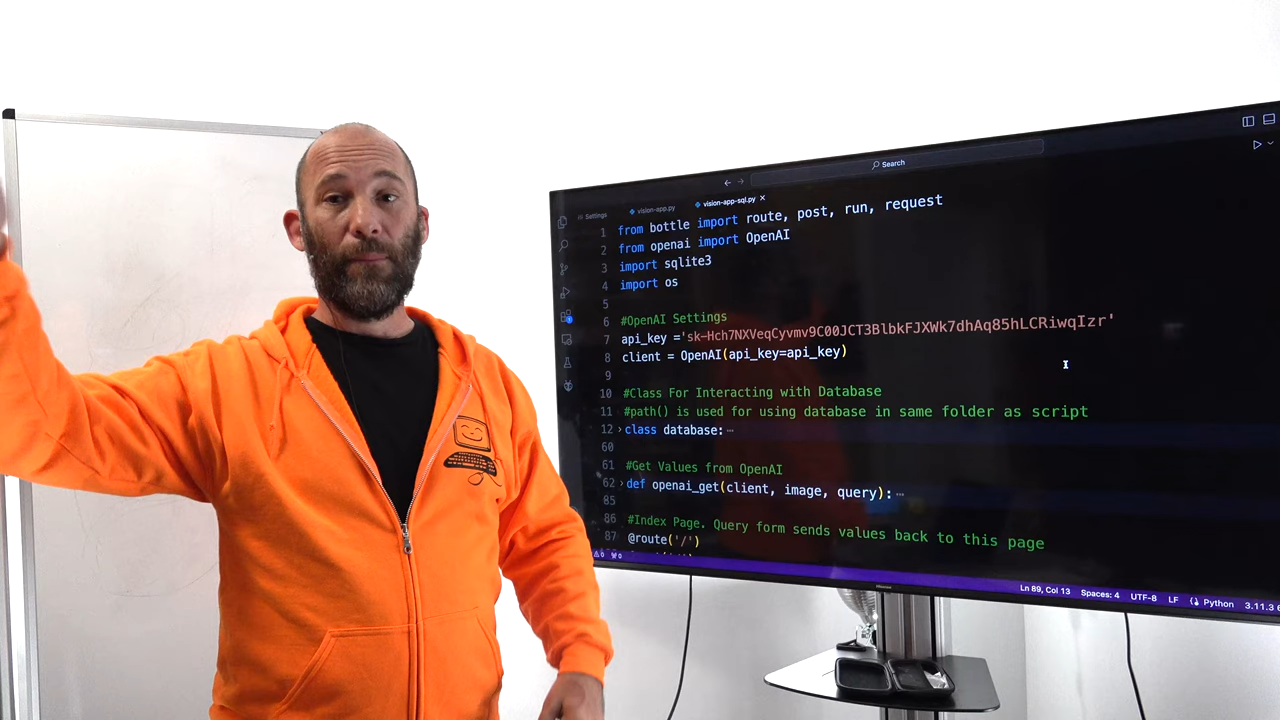 Search
Settings
vision-app.py
vision-app-sql.py
1 from bottle import route, post, run, request
2 from openai import OpenAI
3 import sqlite3
4 import os
5
6 #OpenAI Settings
7 api_key ='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'
8 client = OpenAI(api_key=api_key)
9
10 #Class For Interacting with Database
11 #path() is used for using database in same folder as script
12 class database:
60
61 #Get Values from OpenAI
62 def openai_get(client, image, query):
85
86 #Index Page. Query form sends values back to this page
87 @route('/')
0
0
Ln 89, Col 13
Spaces: 4
UTF-8
LF
Python
3.11.3
Hisense